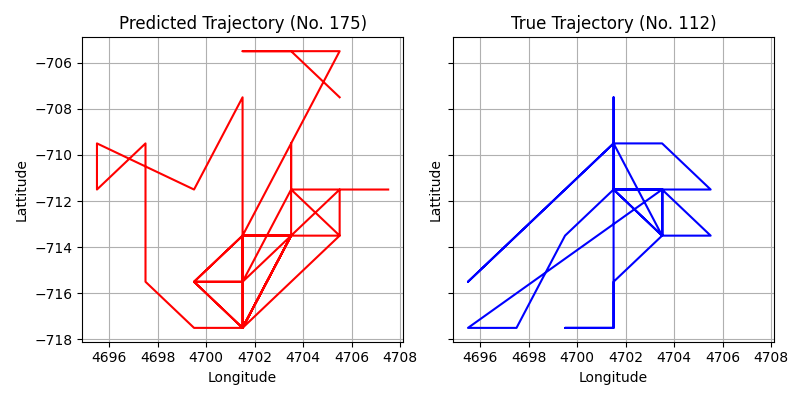 Predicted Trajectory (No. 175)
True Trajectory (No. 112)
Lattitude
−706
−708
−710
−712
−714
−716
−718
4696 4698 4700 4702 4704 4706 4708
Longitude
Lattitude
4696 4698 4700 4702 4704 4706 4708
Longitude